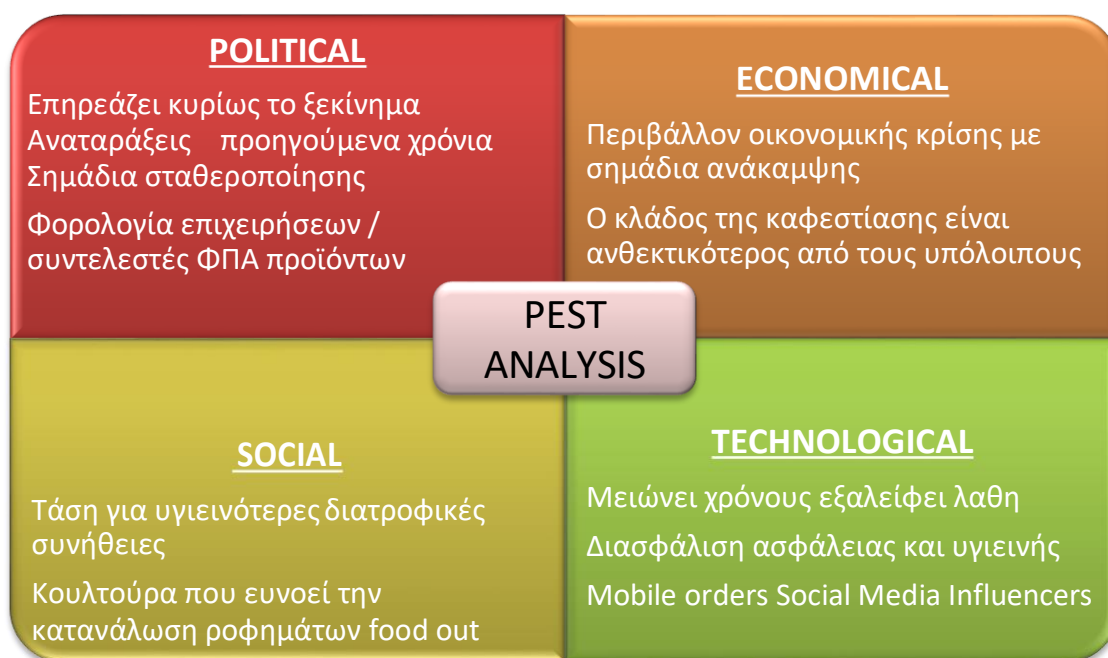 POLITICAL
Επηρεάζει κυρίως το ξεκίνημα
Αναταράξεις προηγούμενα χρόνια
Σημάδια σταθεροποίησης
Φορολογία επιχειρήσεων /
συντελεστές ΦΠΑ προϊόντων
ECONOMICAL
Περιβάλλον οικονομικής κρίσης με
σημάδια ανάκαμψης
Ο κλάδος της καφεστίασης είναι
ανθεκτικότερος από τους υπόλοιπους
PEST
ANALYSIS
SOCIAL
Τάση για υγιεινότερες διατροφικές
συνήθειες
Κουλτούρα που ευνοεί την
κατανάλωση ροφημάτων food out
TECHNOLOGICAL
Μειώνει χρόνους εξαλείφει λαθη
Διασφάλιση ασφάλειας και υγιεινής
Mobile orders Social Media Influencers